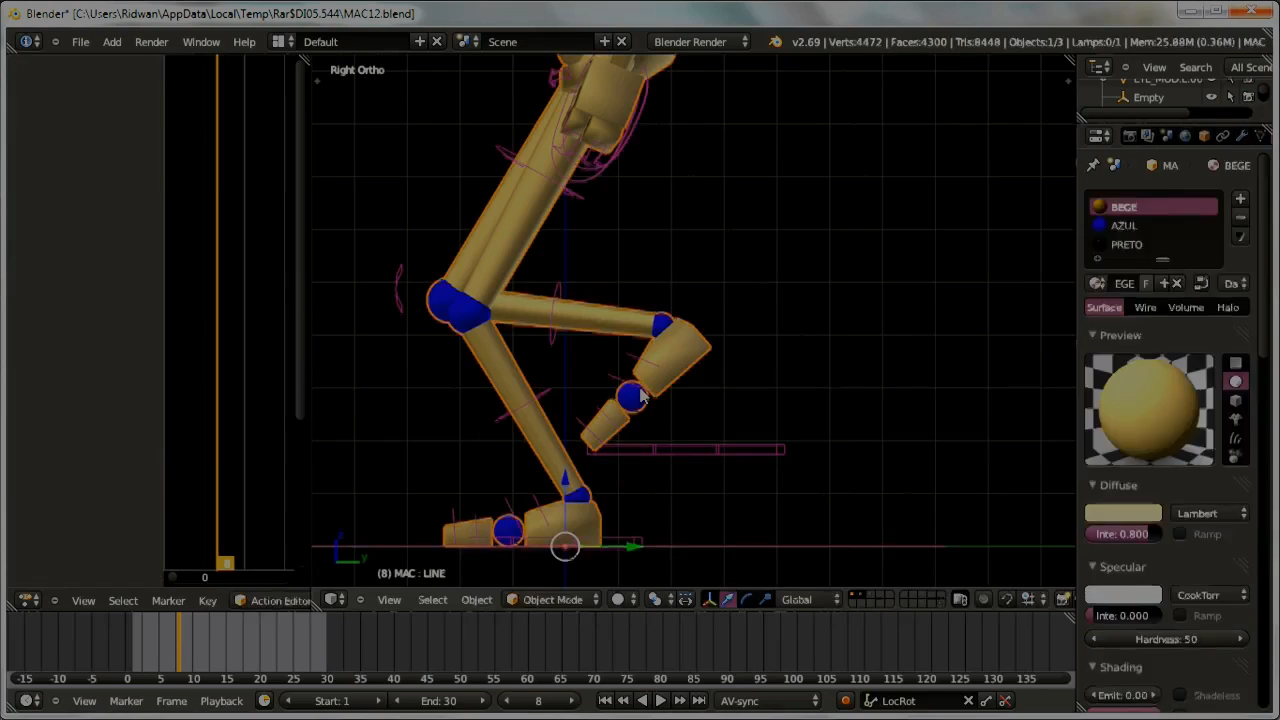 Blender* [C:\Users\Ridwan\AppData\Local\Temp\Rar$DI05.544\MAC12.blend]
File Add Render Window Help Default Scene Blender Render v2.69 | Verts:4472 | Faces:4300 | Tris:8448 | Objects:1/3 | Lamps:0/1 | Mem:25.88M (0.36M) | MAC
Right Ortho
View Search All Scene
Empty
MA BEGE
BEGE
AZUL
PRETO
EGE F Da
Surface Wire Volume Halo
Preview
Diffuse
Lambert
Inte: 0.800 Ramp
Specular
CookTorr
Inte: 0.000 Ramp
Hardness: 50
Shading
Emit: 0.00 Shadeless
z
y
(8) MAC : LINE
0
8
View Select Marker Key Action Editor View Select Object Object Mode Global
-15 -10 -5 0 5 10 15 20 25 30 35 40 45 50 55 60 65 70 75 80 85 90 95 100 105 110 115 120 125 130 135
View Marker Frame Playback Start: 1 End: 30 8 AV-sync LocRot